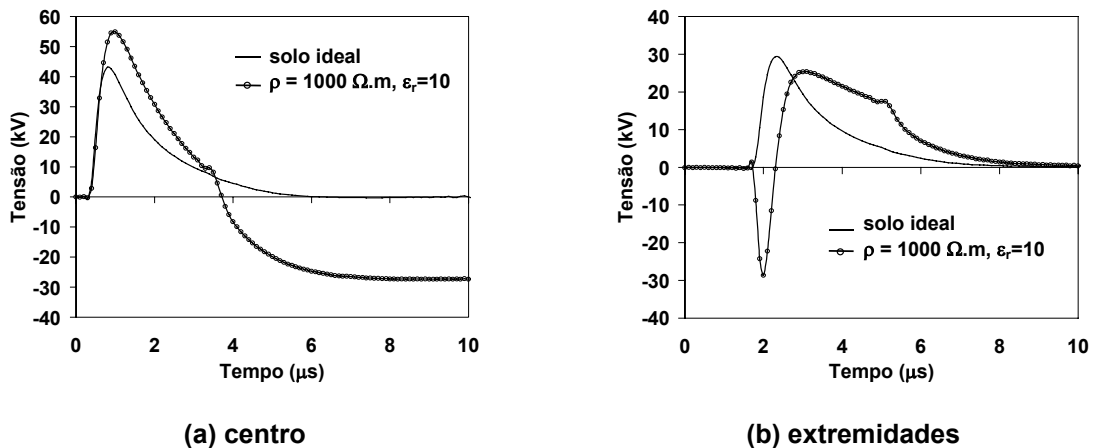 60
50
40
30
20
10
0
-10
-20
-30
-40
Tensão (kV)
solo ideal
ρ = 1000 Ω.m, εr=10
0 2 4 6 8 10
Tempo (μs)
(a) centro
40
30
20
10
0
-10
-20
-30
-40
Tensão (kV)
solo ideal
ρ = 1000 Ω.m, εr=10
0 2 4 6 8 10
Tempo (μs)
(b) extremidades